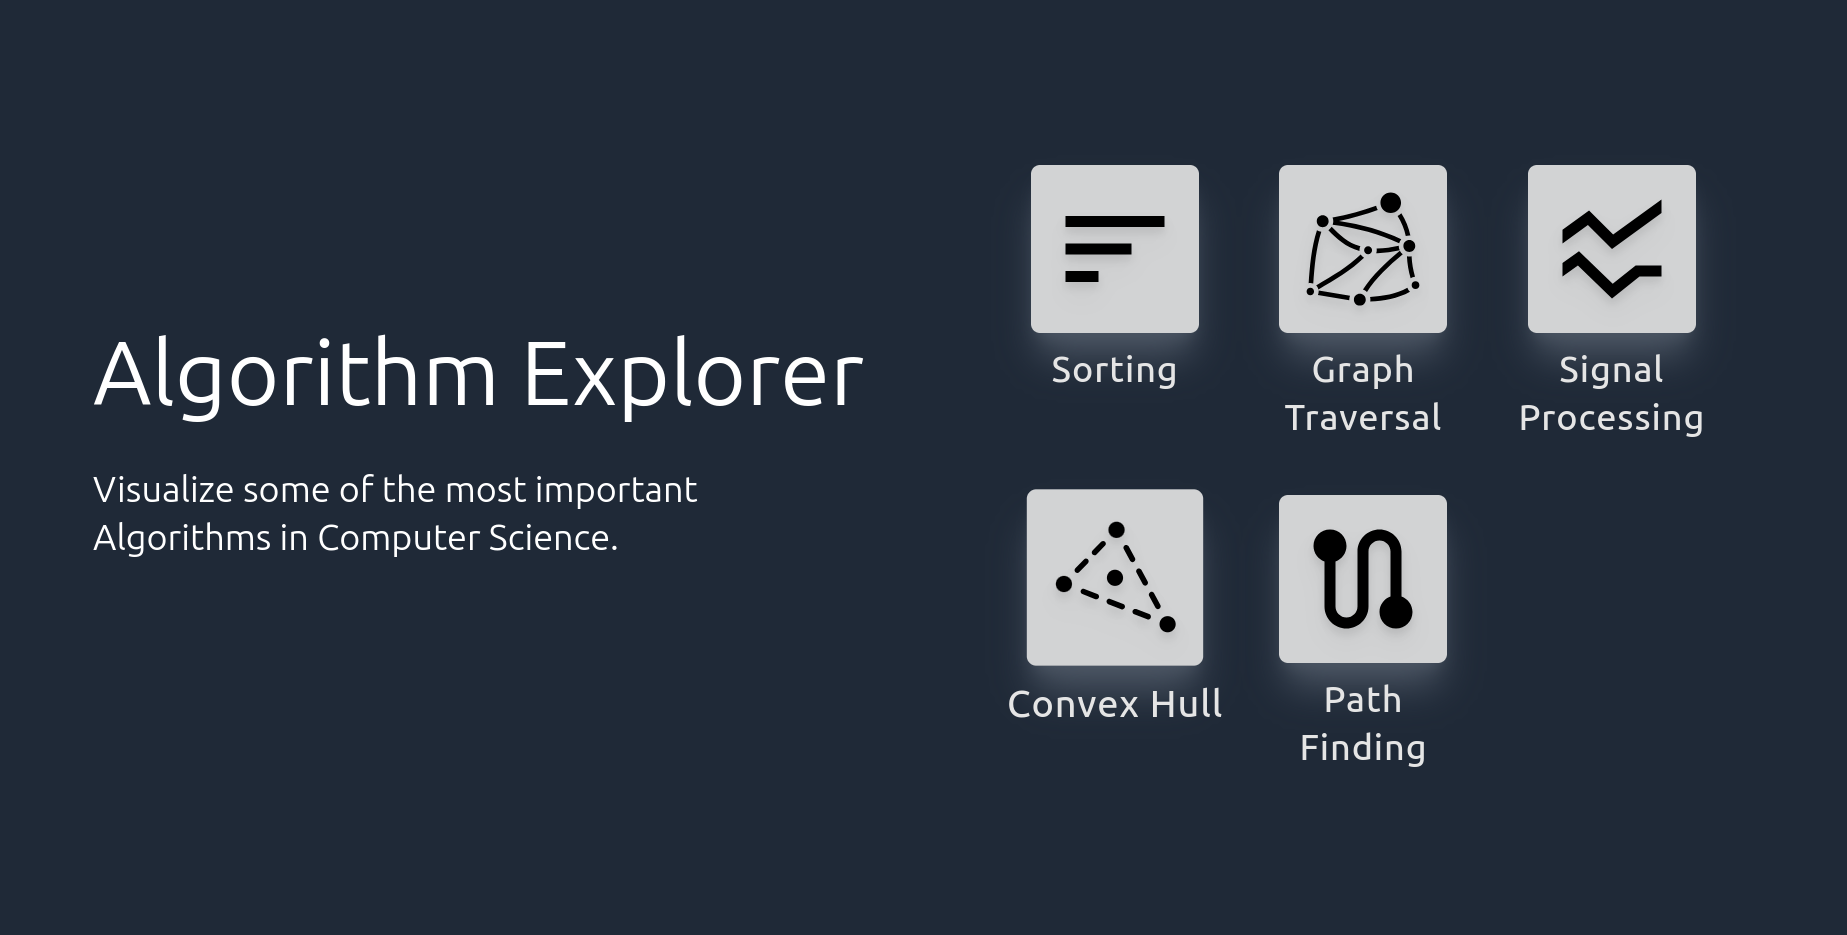 Algorithm Explorer
Visualize some of the most important
Algorithms in Computer Science.
Sorting
Graph
Traversal
Signal
Processing
Convex Hull
Path
Finding